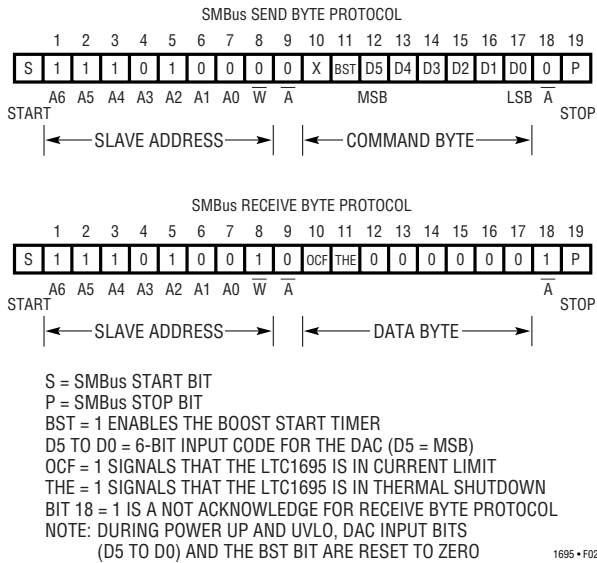 SMBus SEND BYTE PROTOCOL
1 2 3 4 5 6 7 8 9 10 11 12 13 14 15 16 17 18 19
S 1 1 1 0 1 0 0 0 0 X BST D5 D4 D3 D2 D1 D0 0 P
A6 A5 A4 A3 A2 A1 A0 W A MSB LSB A
START STOP
SLAVE ADDRESS COMMAND BYTE
SMBus RECEIVE BYTE PROTOCOL
1 2 3 4 5 6 7 8 9 10 11 12 13 14 15 16 17 18 19
S 1 1 1 0 1 0 0 1 0 OCF THE 0 0 0 0 0 0 1 P
A6 A5 A4 A3 A2 A1 A0 W A A
START STOP
SLAVE ADDRESS DATA BYTE
S = SMBus START BIT
P = SMBus STOP BIT
BST = 1 ENABLES THE BOOST START TIMER
D5 TO D0 = 6-BIT INPUT CODE FOR THE DAC (D5 = MSB)
OCF = 1 SIGNALS THAT THE LTC1695 IS IN CURRENT LIMIT
THE = 1 SIGNALS THAT THE LTC1695 IS IN THERMAL SHUTDOWN
BIT 18 = 1 IS A NOT ACKNOWLEDGE FOR RECEIVE BYTE PROTOCOL
NOTE: DURING POWER UP AND UVLO, DAC INPUT BITS
(D5 TO D0) AND THE BST BIT ARE RESET TO ZERO
1695 • F02